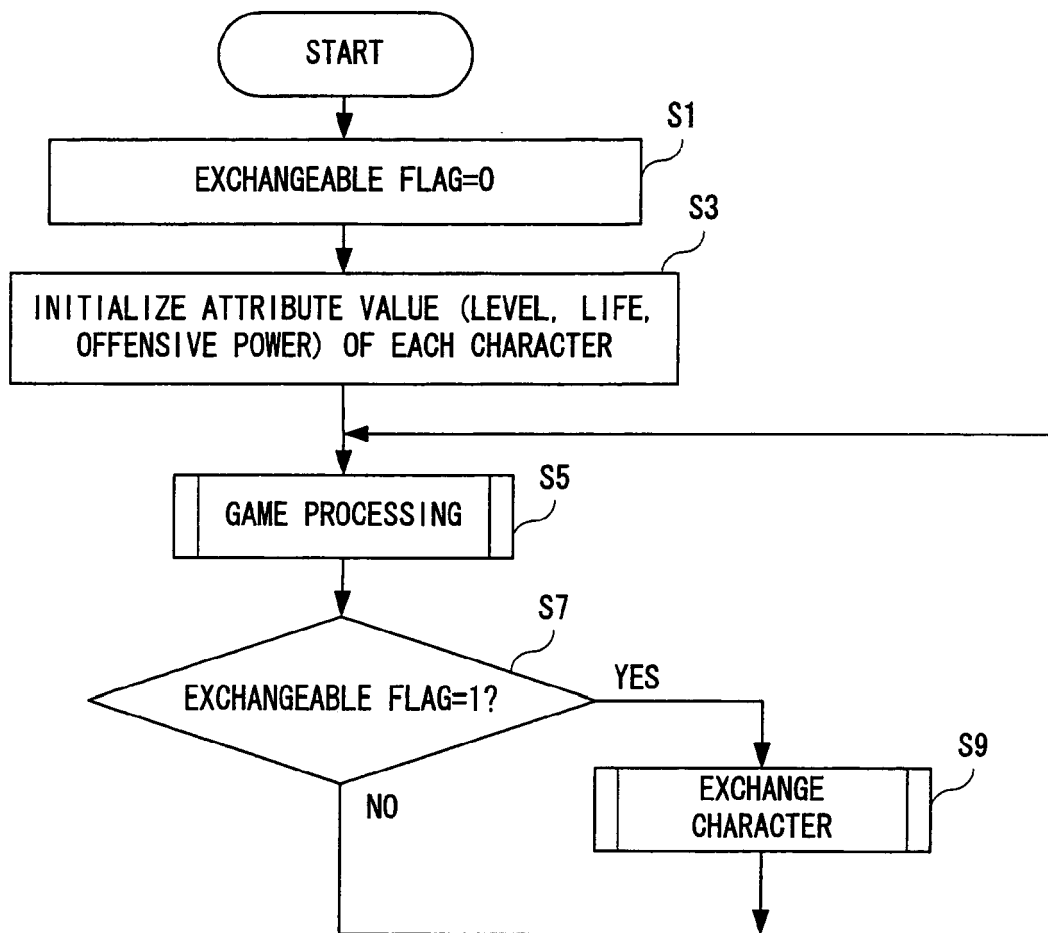 START
S1
EXCHANGEABLE FLAG=0
S3
INITIALIZE ATTRIBUTE VALUE (LEVEL, LIFE,
OFFENSIVE POWER) OF EACH CHARACTER
S5
GAME PROCESSING
S7
EXCHANGEABLE FLAG=1?
YES
S9
EXCHANGE
CHARACTER
NO